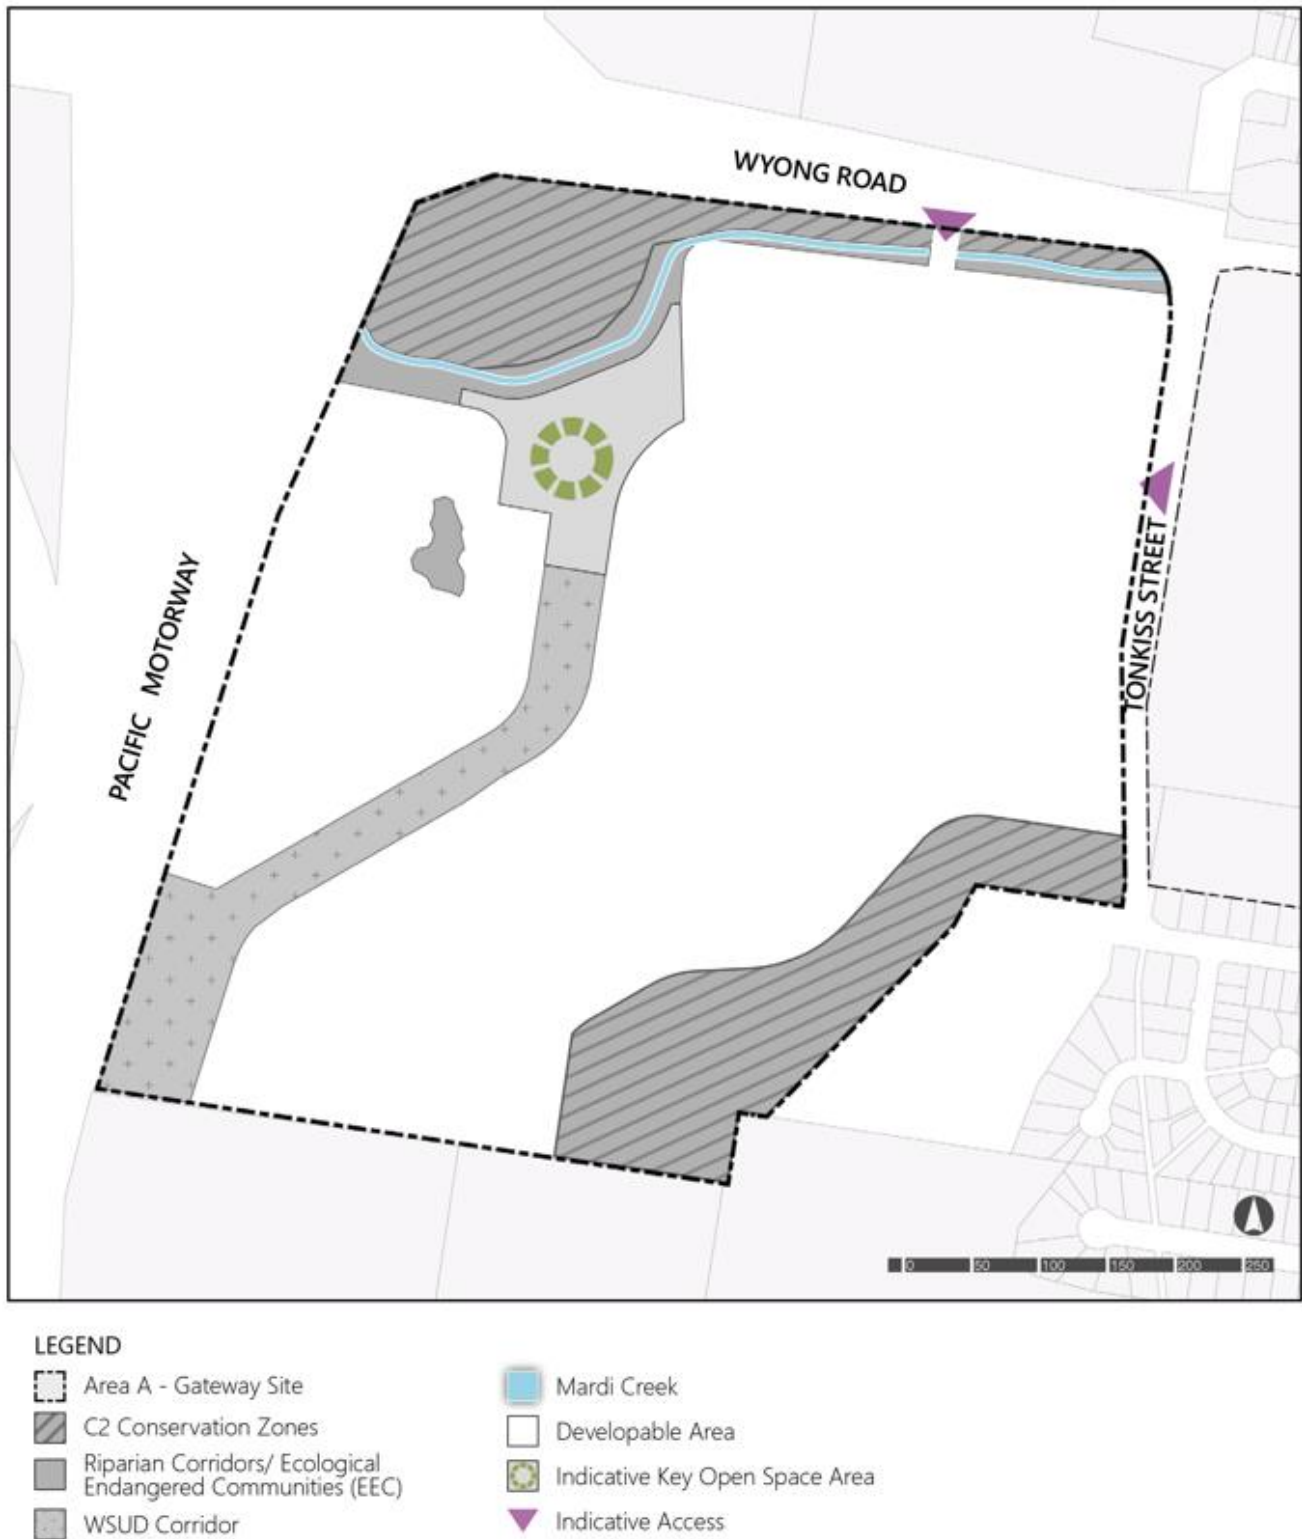 WYONG ROAD
PACIFIC MOTORWAY
TONKISS STREET
0 50 100 150 200 250
LEGEND
Area A - Gateway Site
C2 Conservation Zones
Riparian Corridors/ Ecological
Endangered Communities (EEC)
WSUD Corridor
Mardi Creek
Developable Area
Indicative Key Open Space Area
Indicative Access